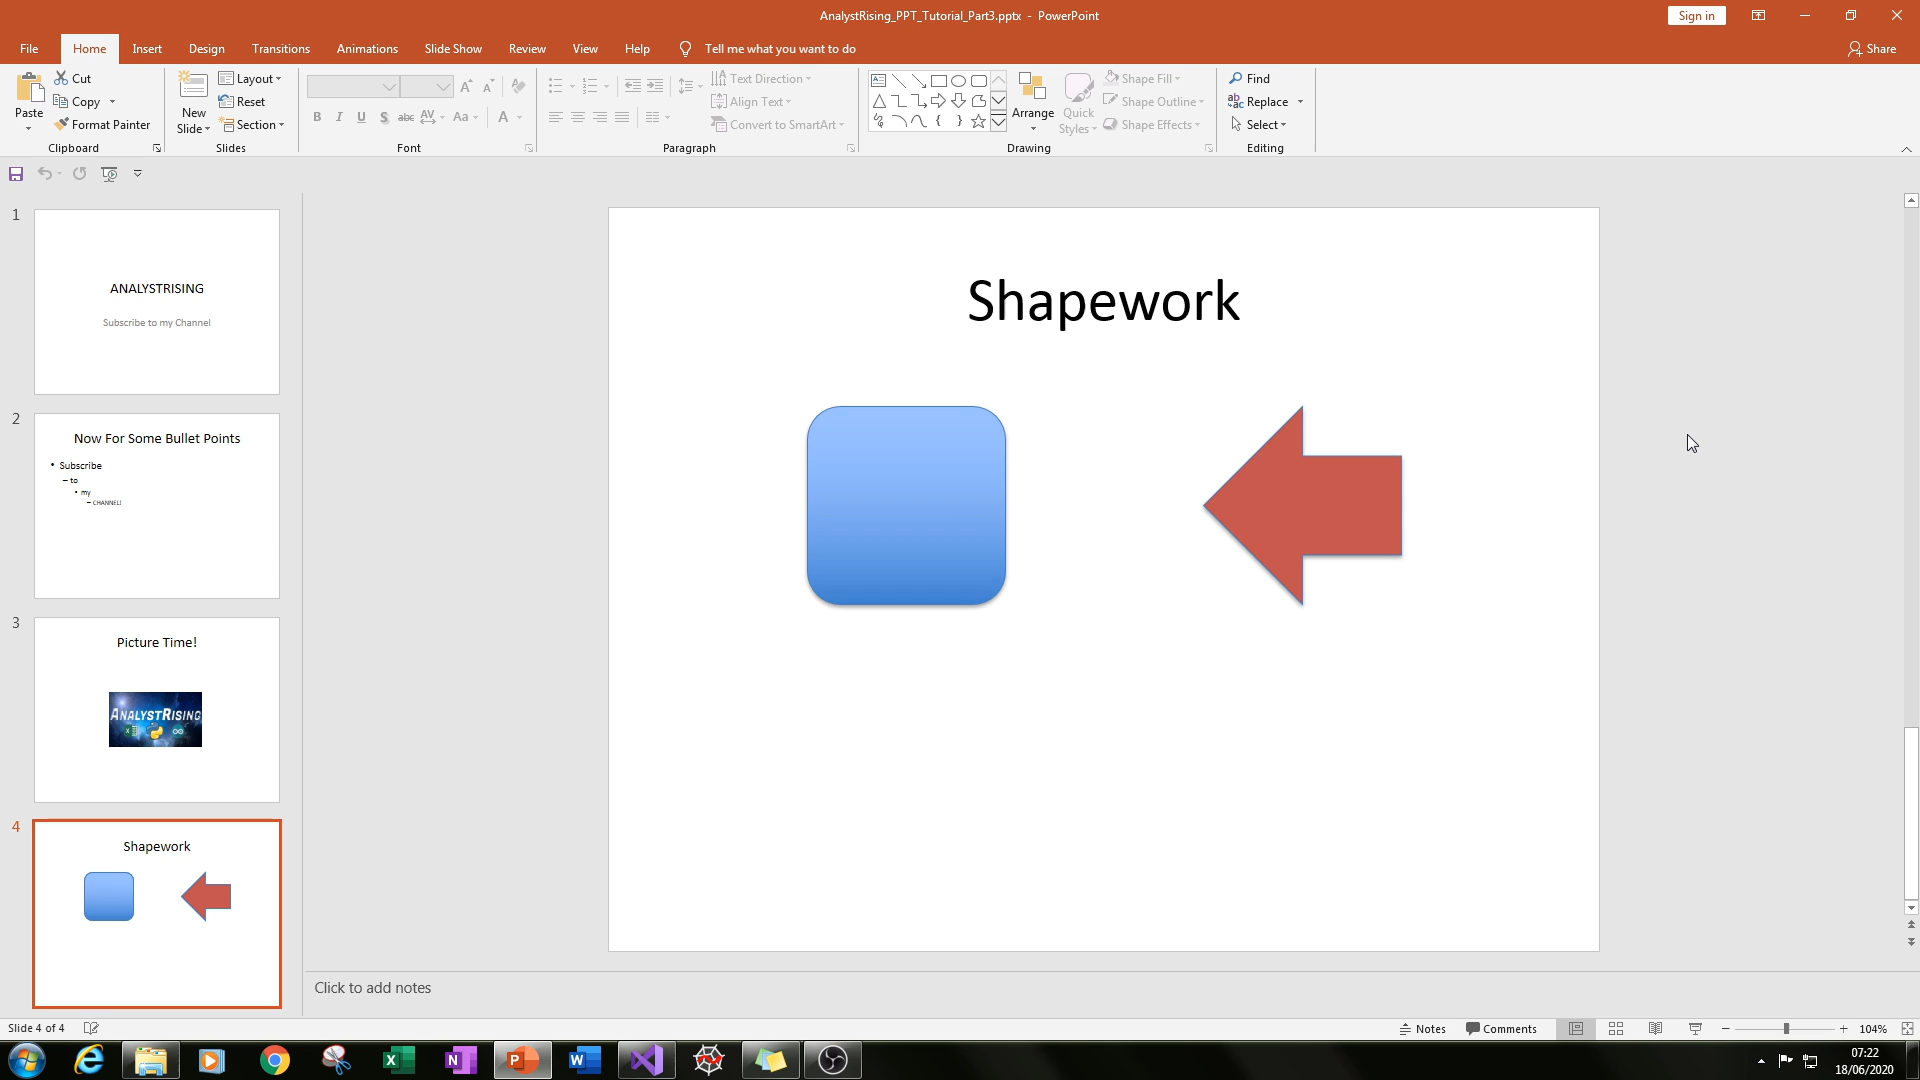 AnalystRising_PPT_Tutorial_Part3.pptx - PowerPoint
Sign in
File Home Insert Design Transitions Animations Slide Show Review View Help Tell me what you want to do
Share
Paste
Cut
Copy
Format Painter
Clipboard
New
Slide
Layout
Reset
Section
Slides
B I U S abc AV Aa A
Font
Text Direction
Align Text
Convert to SmartArt
Paragraph
Arrange
Quick
Styles
Shape Fill
Shape Outline
Shape Effects
Drawing
Find
Replace
Select
Editing
1
ANALYSTRISING
Subscribe to my Channel
2
Now For Some Bullet Points
• Subscribe
– to
• my
– CHANNEL!
3
Picture Time!
ANALYSTRISING
4
Shapework
Shapework
Click to add notes
Slide 4 of 4
Notes
Comments
104%
07:22
18/06/2020